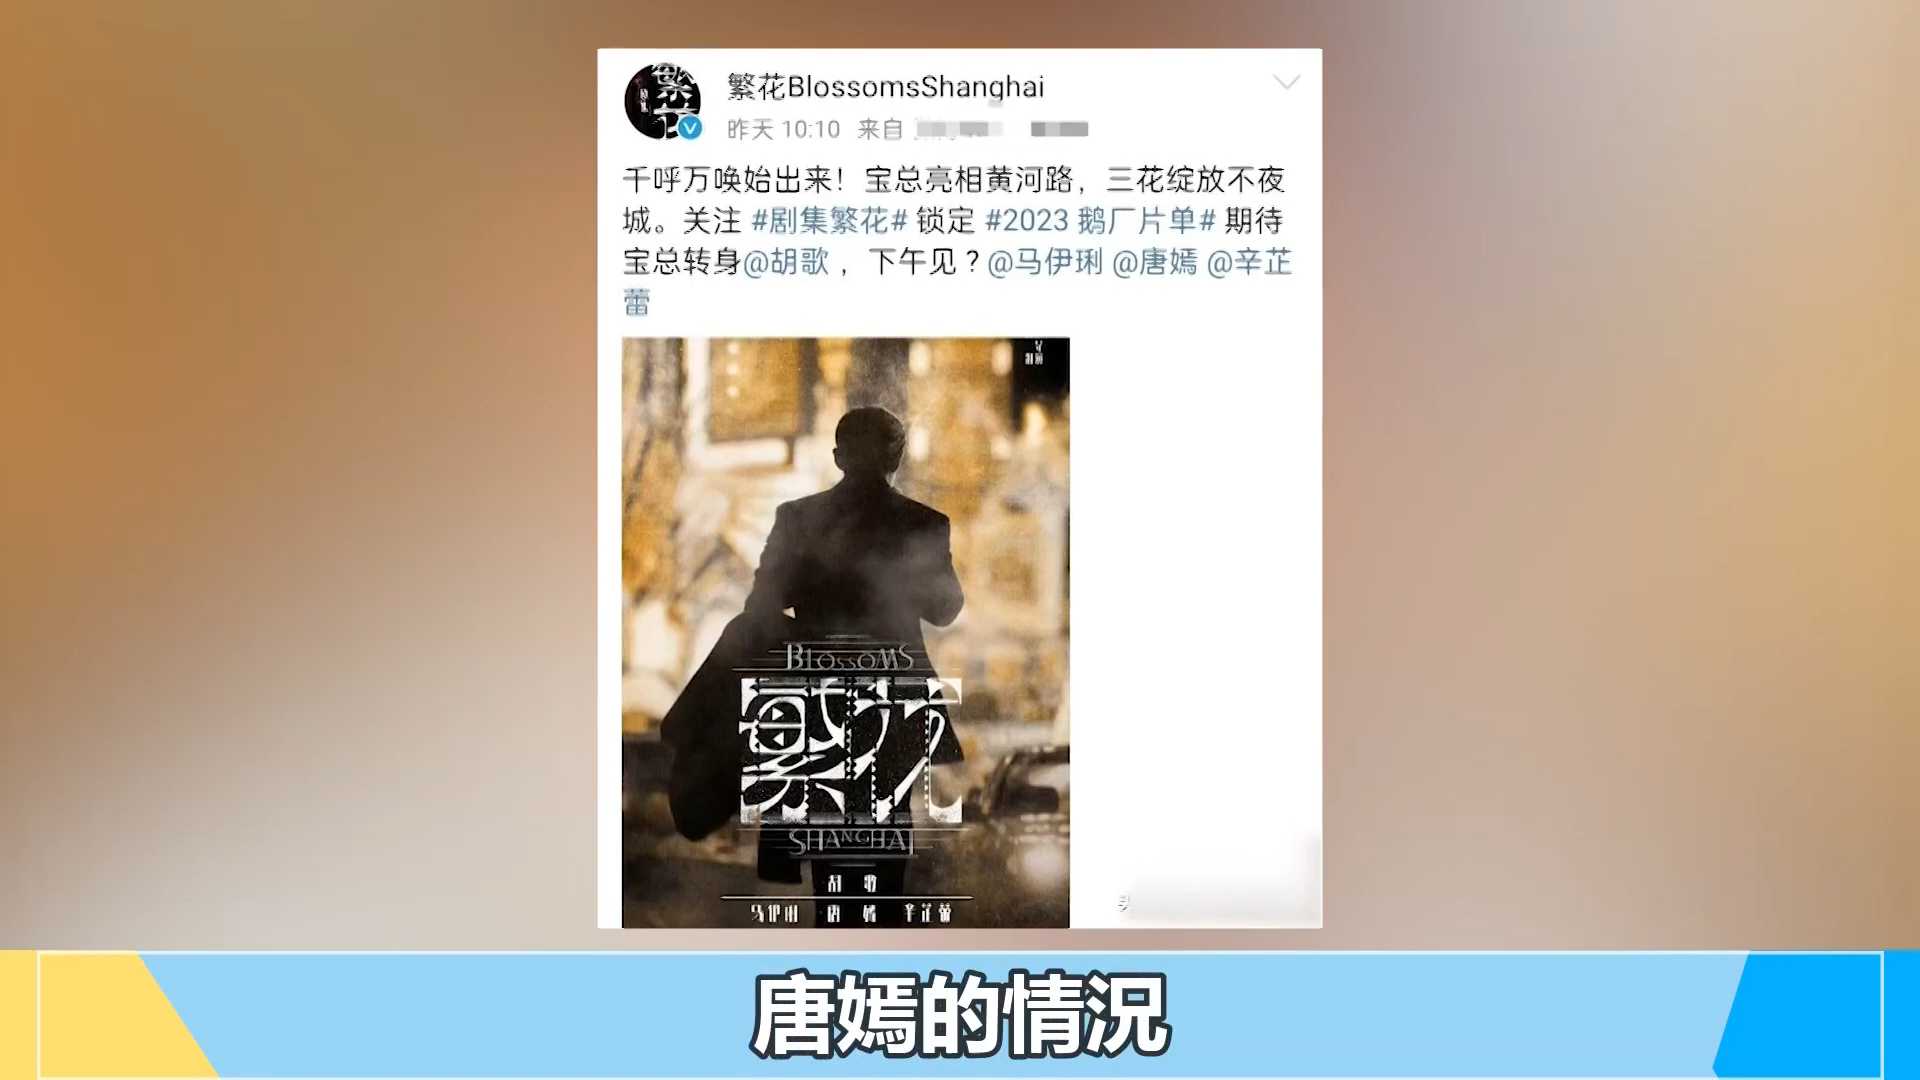 繁花BlossomsShanghai
昨天 10:10 来自
千呼万唤始出来！宝总亮相黄河路，三花绽放不夜
城。关注 #剧集繁花# 锁定 #2023 鹅厂片单# 期待
宝总转身@胡歌 ，下午见？@马伊琍 @唐嫣 @辛芷
蕾
BLOSSOMS
繁花
SHANGHAI
胡 歌
马伊琍 唐 嫣 辛芷蕾
唐嫣的情況